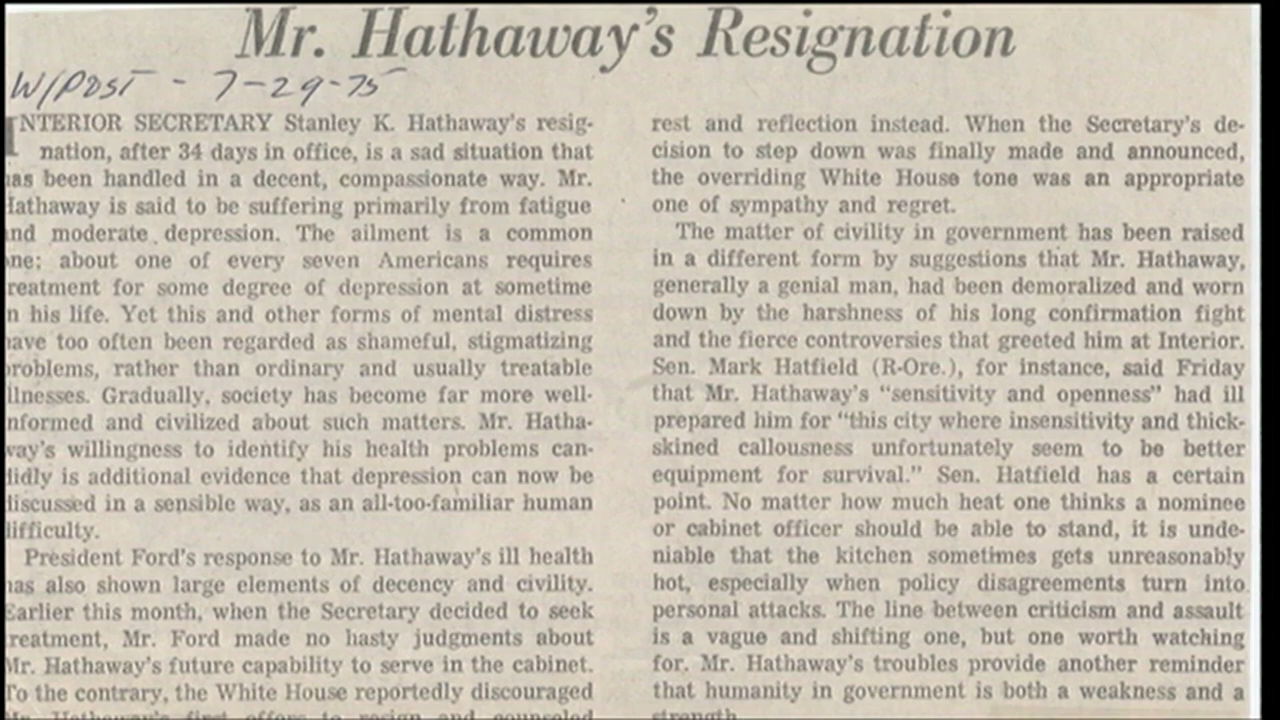 Mr. Hathaway's Resignation
W/POST - 7-29-75
INTERIOR SECRETARY Stanley K. Hathaway's resig-
nation, after 34 days in office, is a sad situation that
has been handled in a decent, compassionate way. Mr.
Hathaway is said to be suffering primarily from fatigue
and moderate depression. The ailment is a common
one; about one of every seven Americans requires
treatment for some degree of depression at sometime
in his life. Yet this and other forms of mental distress
have too often been regarded as shameful, stigmatizing
problems, rather than ordinary and usually treatable
illnesses. Gradually, society has become far more well-
informed and civilized about such matters. Mr. Hatha-
way's willingness to identify his health problems can-
didly is additional evidence that depression can now be
discussed in a sensible way, as an all-too-familiar human
difficulty.
President Ford's response to Mr. Hathaway's ill health
has also shown large elements of decency and civility.
Earlier this month, when the Secretary decided to seek
treatment, Mr. Ford made no hasty judgments about
Mr. Hathaway's future capability to serve in the cabinet.
To the contrary, the White House reportedly discouraged
Mr. Hathaway's first offers to resign and counseled
rest and reflection instead. When the Secretary's de-
cision to step down was finally made and announced,
the overriding White House tone was an appropriate
one of sympathy and regret.
The matter of civility in government has been raised
in a different form by suggestions that Mr. Hathaway,
generally a genial man, had been demoralized and worn
down by the harshness of his long confirmation fight
and the fierce controversies that greeted him at Interior.
Sen. Mark Hatfield (R-Ore.), for instance, said Friday
that Mr. Hathaway's "sensitivity and openness" had ill
prepared him for "this city where insensitivity and thick-
skined callousness unfortunately seem to be better
equipment for survival." Sen. Hatfield has a certain
point. No matter how much heat one thinks a nominee
or cabinet officer should be able to stand, it is unde-
niable that the kitchen sometimes gets unreasonably
hot, especially when policy disagreements turn into
personal attacks. The line between criticism and assault
is a vague and shifting one, but one worth watching
for. Mr. Hathaway's troubles provide another reminder
that humanity in government is both a weakness and a
strength.